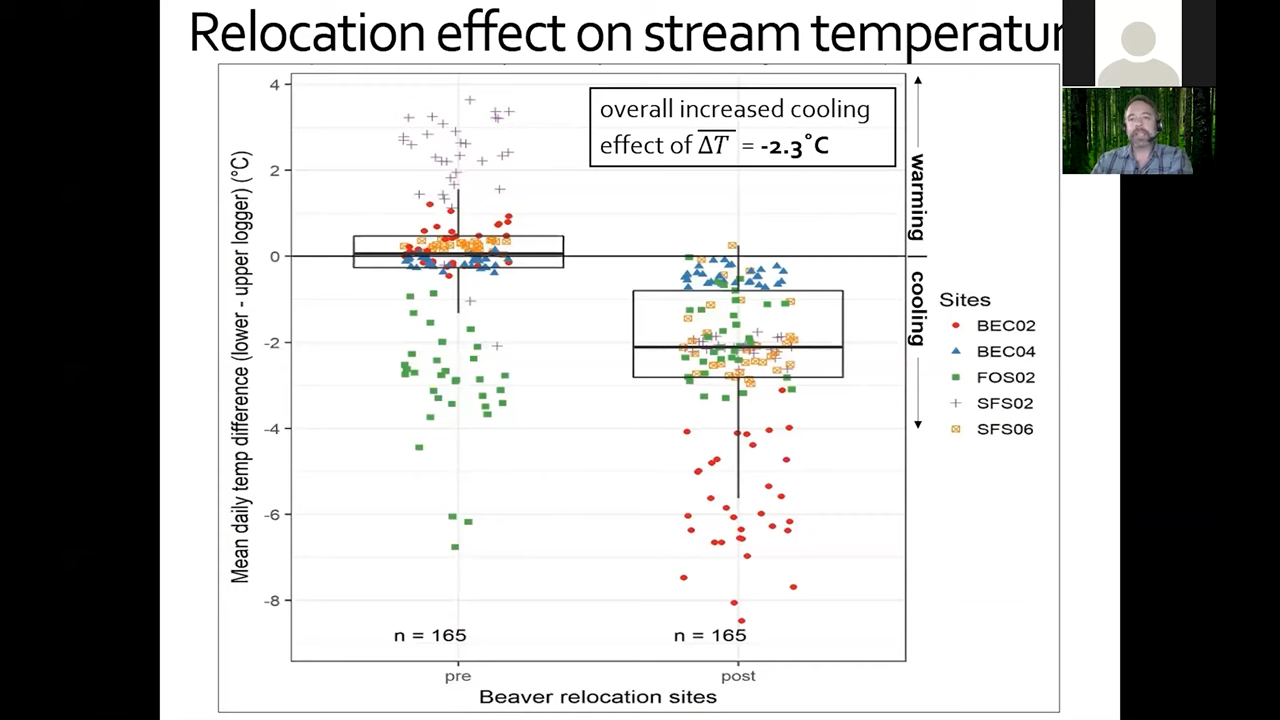 Relocation effect on stream temperatur
overall increased cooling
effect of ΔT̅ = -2.3°C
Mean daily temp difference (lower - upper logger) (°C)
4
2
0
-2
-4
-6
-8
warming
cooling
Sites
BEC02
BEC04
FOS02
SFS02
SFS06
n = 165
n = 165
pre
post
Beaver relocation sites